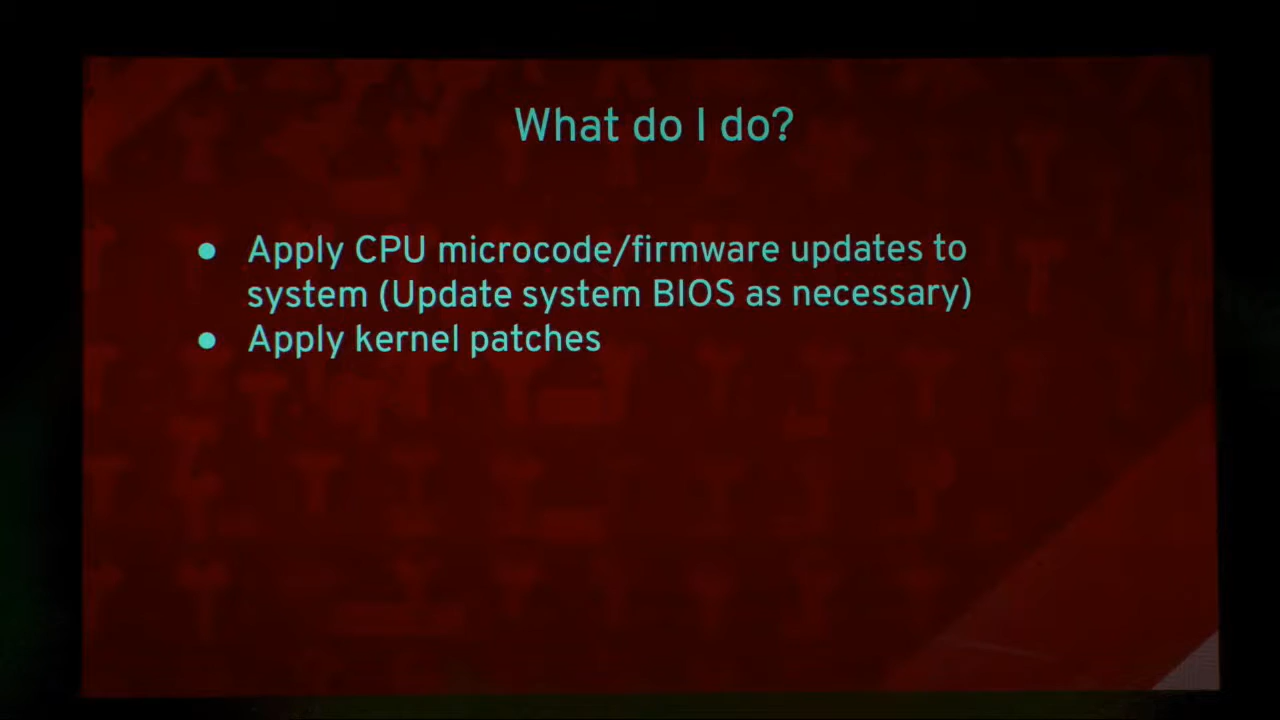 What do I do?
● Apply CPU microcode/firmware updates to
system (Update system BIOS as necessary)
● Apply kernel patches